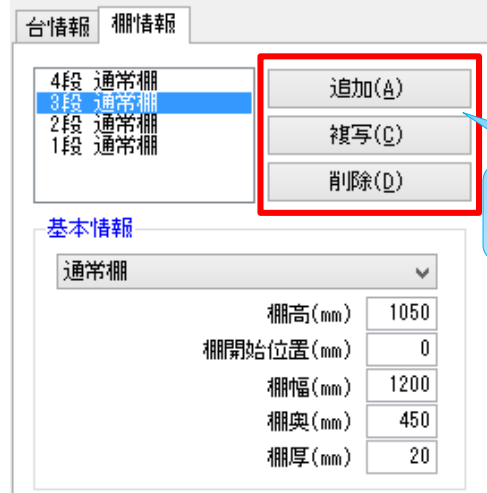 台情報 棚情報
4段 通常棚
3段 通常棚
2段 通常棚
1段 通常棚
追加(A)
複写(C)
削除(D)
基本情報
通常棚
棚高(mm) 1050
棚開始位置(mm) 0
棚幅(mm) 1200
棚奥(mm) 450
棚厚(mm) 20